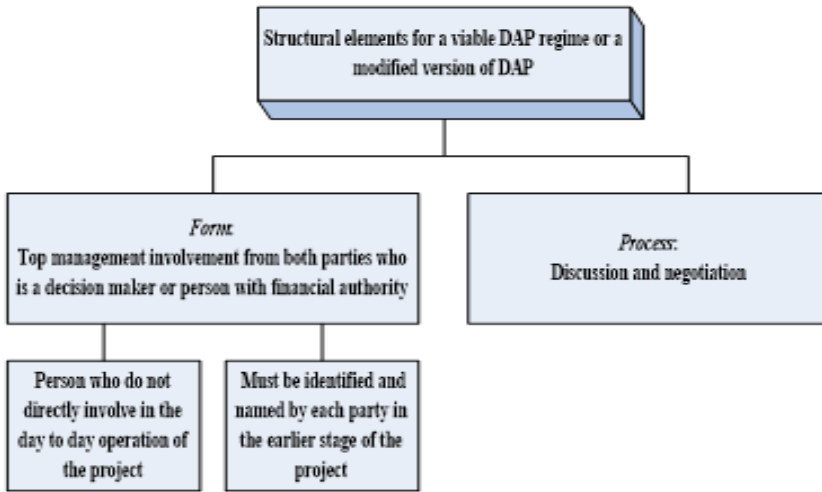 Structural elements for a viable DAP regime or a
modified version of DAP
Form:
Top management involvement from both parties who
is a decision maker or person with financial authority
Process:
Discussion and negotiation
Person who do not
directly involve in the
day to day operation of
the project
Must be identified and
named by each party in
the earlier stage of the
project